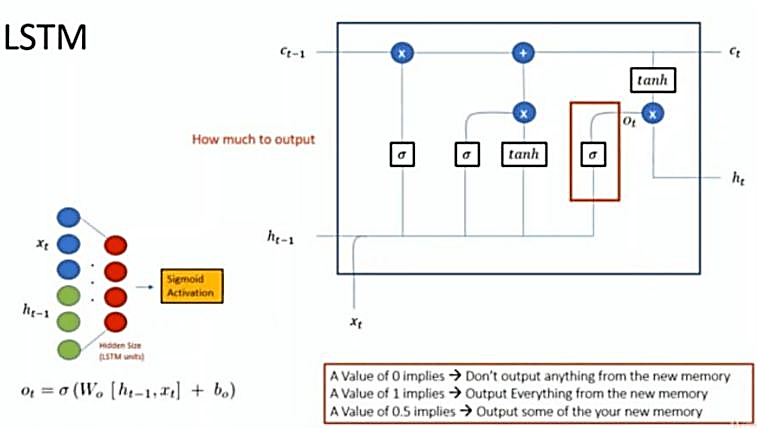 LSTM
c_{t-1}
x
+
c_t
tanh
How much to output
x
o_t
x
σ
σ
tanh
σ
h_t
x_t
h_{t-1}
Sigmoid
Activation
h_{t-1}
x_t
Hidden Size
(LSTM units)
o_t = σ (W_o [h_{t-1}, x_t] + b_o)
A Value of 0 implies → Don't output anything from the new memory
A Value of 1 implies → Output Everything from the new memory
A Value of 0.5 implies → Output some of the your new memory